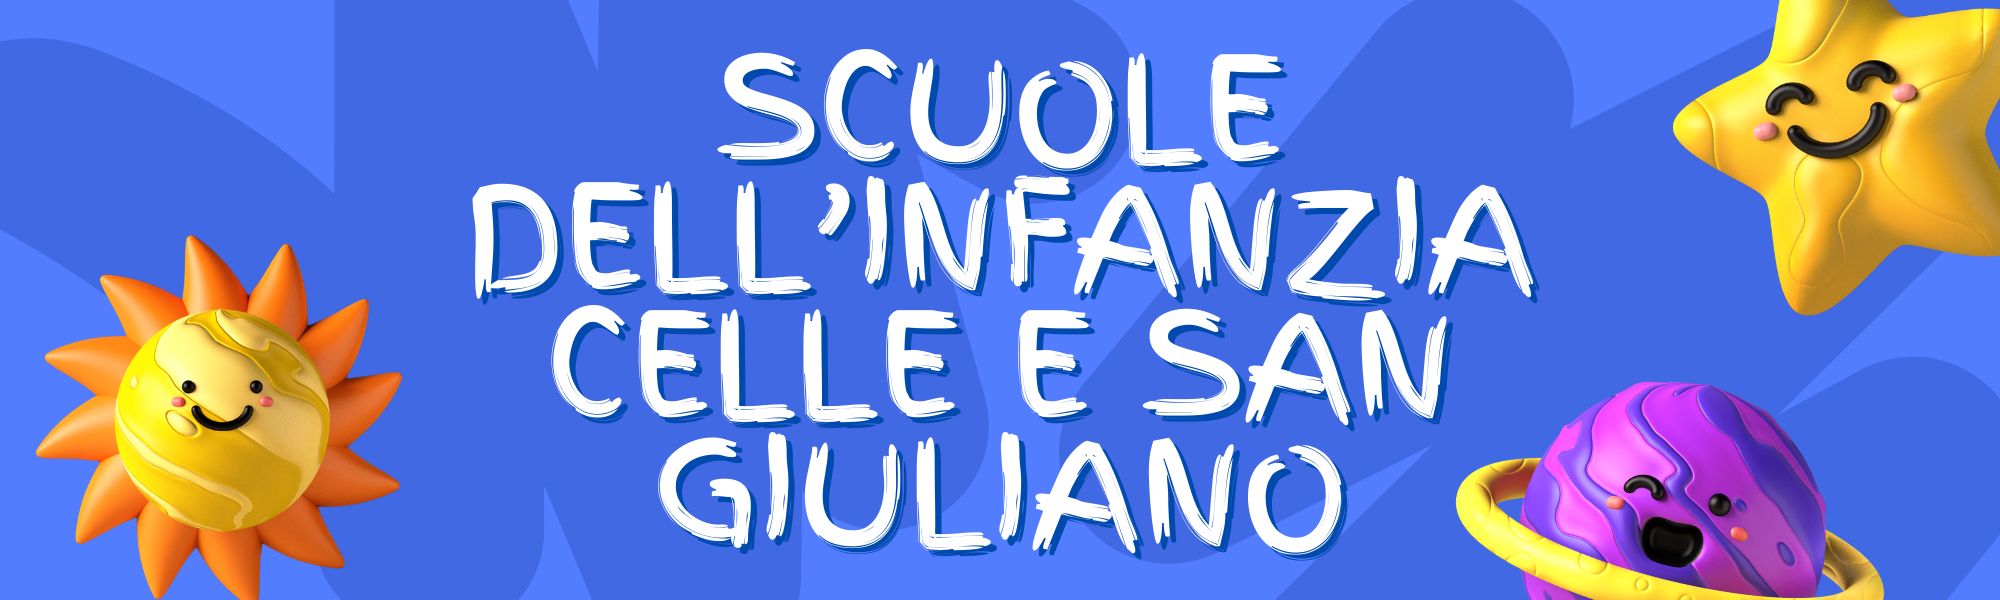 SCUOLE
DELL'INFANZIA
CELLE E SAN
GIULIANO